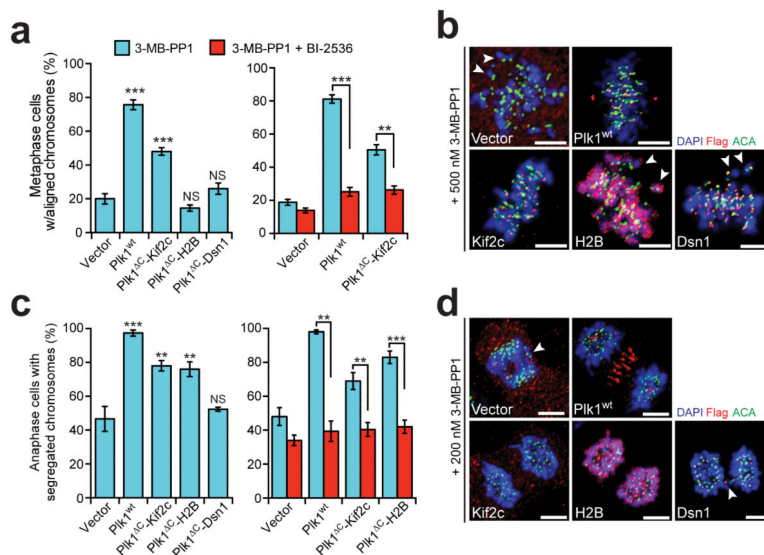 a
3-MB-PP1
3-MB-PP1 + BI-2536
Metaphase cells
w/aligned chromosomes (%)
100
80
60
40
20
0
***
***
NS
NS
Vector
Plk1wt
Plk1ΔC-Kif2c
Plk1ΔC-H2B
Plk1ΔC-Dsn1
100
80
60
40
20
0
***
**
Vector
Plk1wt
Plk1ΔC-Kif2c
b
+ 500 nM 3-MB-PP1
Vector
Plk1wt
DAPI Flag ACA
Kif2c
H2B
Dsn1
c
Anaphase cells with
segregated chromosomes (%)
100
80
60
40
20
0
***
**
**
NS
Vector
Plk1wt
Plk1ΔC-Kif2c
Plk1ΔC-H2B
Plk1ΔC-Dsn1
100
80
60
40
20
0
**
**
***
Vector
Plk1wt
Plk1ΔC-Kif2c
Plk1ΔC-H2B
d
+ 200 nM 3-MB-PP1
Vector
Plk1wt
DAPI Flag ACA
Kif2c
H2B
Dsn1